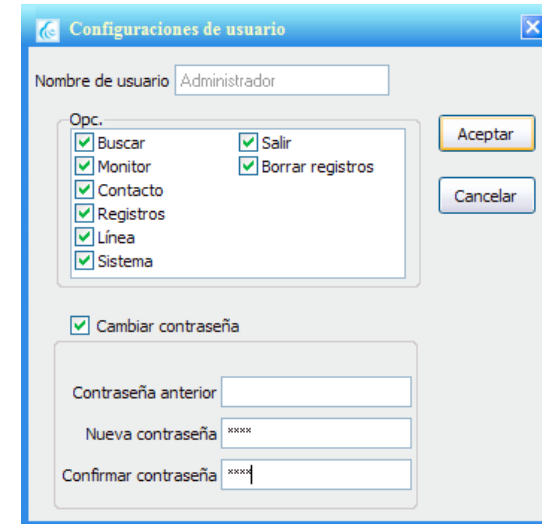 Configuraciones de usuario
Nombre de usuario Administrador
Opc.
Buscar
Monitor
Contacto
Registros
Línea
Sistema
Salir
Borrar registros
Aceptar
Cancelar
Cambiar contraseña
Contraseña anterior
Nueva contraseña ****
Confirmar contraseña ****